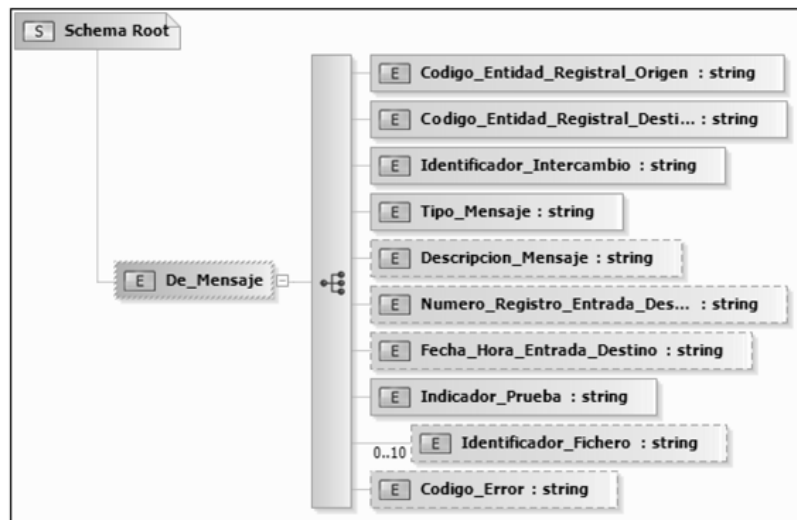 S Schema Root
E Codigo_Entidad_Registral_Origen : string
E Codigo_Entidad_Registral_Desti... : string
E Identificador_Intercambio : string
E Tipo_Mensaje : string
E Descripcion_Mensaje : string
E De_Mensaje
E Numero_Registro_Entrada_Des... : string
E Fecha_Hora_Entrada_Destino : string
E Indicador_Prueba : string
E Identificador_Fichero : string
0..10
E Codigo_Error : string